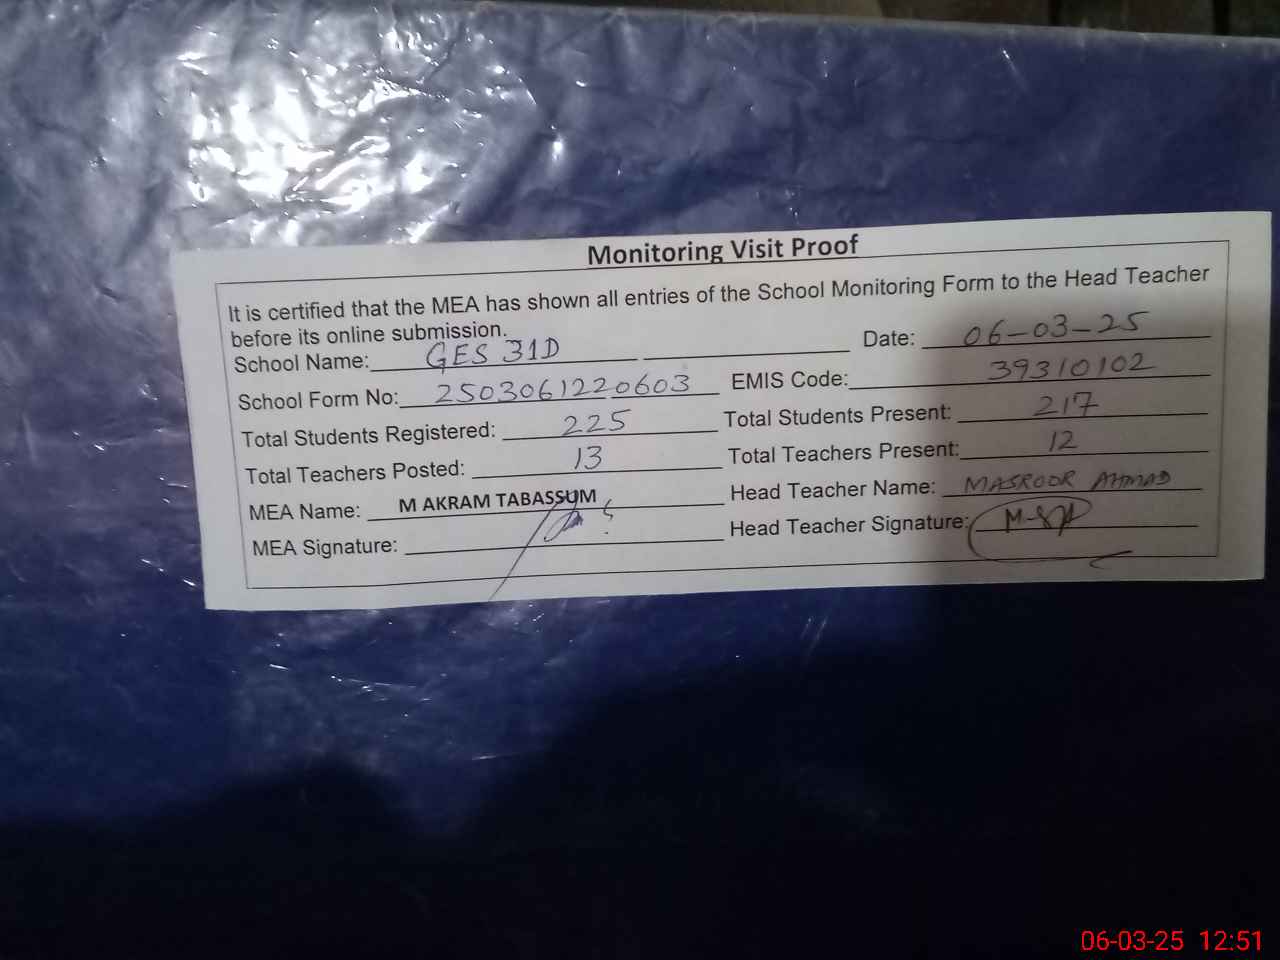 Monitoring Visit Proof
It is certified that the MEA has shown all entries of the School Monitoring Form to the Head Teacher
before its online submission.
School Name: GES 31D Date: 06-03-25
School Form No: 2503061220603 EMIS Code: 39310102
Total Students Registered: 225 Total Students Present: 217
Total Teachers Posted: 13 Total Teachers Present: 12
MEA Name: M AKRAM TABASSUM Head Teacher Name: MASROOR AHMAD
MEA Signature: Head Teacher Signature:
06-03-25 12:51